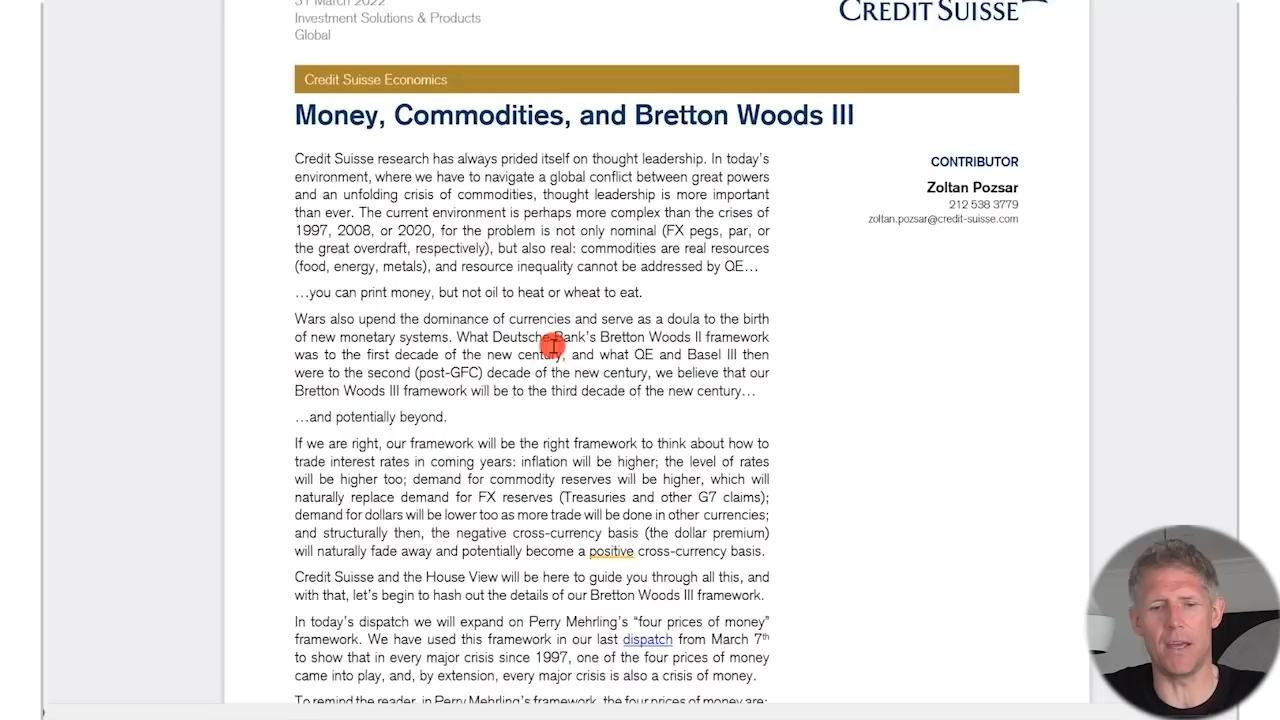 31 March 2022
Investment Solutions & Products
Global
CREDIT SUISSE
Credit Suisse Economics
Money, Commodities, and Bretton Woods III
Credit Suisse research has always prided itself on thought leadership. In today's
environment, where we have to navigate a global conflict between great powers
and an unfolding crisis of commodities, thought leadership is more important
than ever. The current environment is perhaps more complex than the crises of
1997, 2008, or 2020, for the problem is not only nominal (FX pegs, par, or
the great overdraft, respectively), but also real: commodities are real resources
(food, energy, metals), and resource inequality cannot be addressed by QE…
…you can print money, but not oil to heat or wheat to eat.
Wars also upend the dominance of currencies and serve as a doula to the birth
of new monetary systems. What Deutsche Bank's Bretton Woods II framework
was to the first decade of the new century, and what QE and Basel III then
were to the second (post-GFC) decade of the new century, we believe that our
Bretton Woods III framework will be to the third decade of the new century…
…and potentially beyond.
If we are right, our framework will be the right framework to think about how to
trade interest rates in coming years: inflation will be higher; the level of rates
will be higher too; demand for commodity reserves will be higher, which will
naturally replace demand for FX reserves (Treasuries and other G7 claims);
demand for dollars will be lower too as more trade will be done in other currencies;
and structurally then, the negative cross-currency basis (the dollar premium)
will naturally fade away and potentially become a positive cross-currency basis.
Credit Suisse and the House View will be here to guide you through all this, and
with that, let's begin to hash out the details of our Bretton Woods III framework.
In today's dispatch we will expand on Perry Mehrling's "four prices of money"
framework. We have used this framework in our last dispatch from March 7th
to show that in every major crisis since 1997, one of the four prices of money
came into play, and, by extension, every major crisis is also a crisis of money.
To remind the reader, in Perry Mehrling's framework, the four prices of money are:
CONTRIBUTOR
Zoltan Pozsar
212 538 3779
zoltan.pozsar@credit-suisse.com